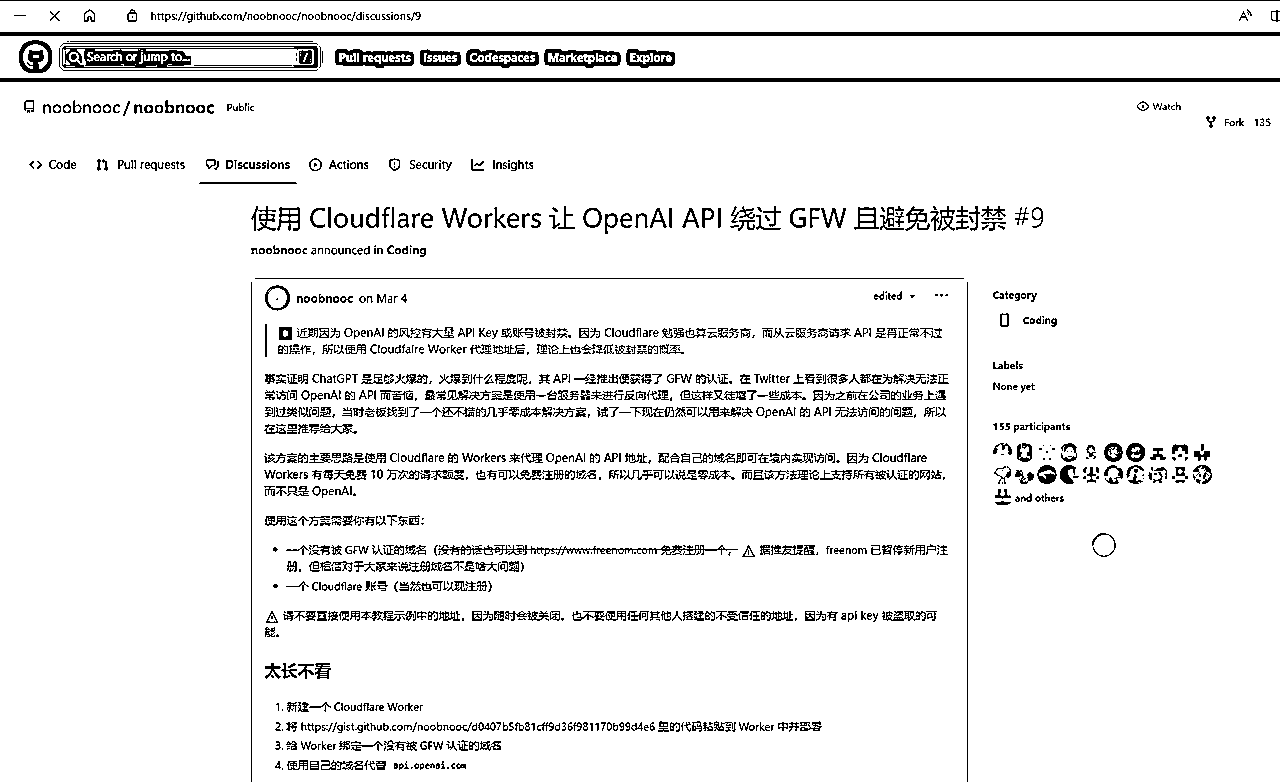 https://github.com/noobnooc/noobnooc/discussions/9
Search or jump to...
/
Pull requests Issues Codespaces Marketplace Explore
noobnooc / noobnooc Public
Watch
Fork 135
Code Pull requests Discussions Actions Security Insights
使用 Cloudflare Workers 让 OpenAI API 绕过 GFW 且避免被封禁 #9
noobnooc announced in Coding
noobnooc on Mar 4
edited
近期因为 OpenAI 的风控有大量 API Key 或账号被封禁。因为 Cloudflare 勉强也算云服务商，而从云服务商请求 API 是再正常不过
的操作，所以使用 Cloudfalre Worker 代理地址后，理论上也会降低被封禁的概率。
事实证明 ChatGPT 是足够火爆的，火爆到什么程度呢，其 API 一经推出便获得了 GFW 的认证。在 Twitter 上看到很多人都在为解决无法正
常访问 OpenAI 的 API 而苦恼，最常见解决方案是使用一台服务器来进行反向代理，但这样又徒增了一些成本。因为之前在公司的业务上遇
到过类似问题，当时老板找到了一个还不错的几乎零成本解决方案，试了一下现在仍然可以用来解决 OpenAI 的 API 无法访问的问题，所以
在这里推荐给大家。
该方案的主要思路是使用 Cloudflare 的 Workers 来代理 OpenAI 的 API 地址，配合自己的域名即可在境内实现访问。因为 Cloudflare
Workers 有每天免费 10 万次的请求额度，也有可以免费注册的域名，所以几乎可以说是零成本。而且该方法理论上支持所有被认证的网站，
而不只是 OpenAI。
使用这个方案需要你有以下东西：
• 一个没有被 GFW 认证的域名（没有的话也可以到 https://www.freenom.com 免费注册一个， ⚠ 据推友提醒，freenom 已暂停新用户注
册，但相信对于大家来说注册域名不是啥大问题）
• 一个 Cloudflare 账号（当然也可以现注册）
⚠ 请不要直接使用本教程示例中的地址，因为随时会被关闭。也不要使用任何其他人搭建的不受信任的地址，因为有 api key 被盗取的可
能。
太长不看
1. 新建一个 Cloudflare Worker
2. 将 https://gist.github.com/noobnooc/d0407b5fb81cff9d36f981170b99d4e6 里的代码粘贴到 Worker 中并部署
3. 给 Worker 绑定一个没有被 GFW 认证的域名
4. 使用自己的域名代替 api.openai.com
Category
Coding
Labels
None yet
155 participants
and others